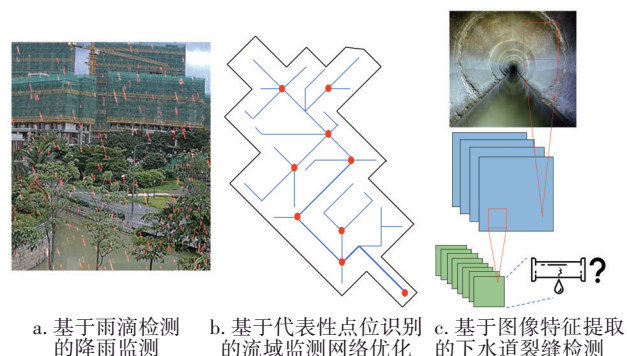 ?
a. 基于雨滴检测
的降雨监测
b. 基于代表性点位识别
的流域监测网络优化
c. 基于图像特征提取
的下水道裂缝检测